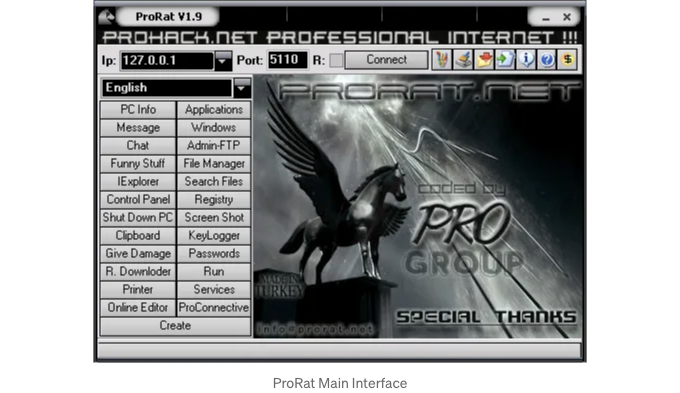 ProRat V1.9
PROHACK.NET PROFESSIONAL INTERNET !!!
Ip: 127.0.0.1 Port: 5110 R: Connect
English
PC Info Applications
Message Windows
Chat Admin-FTP
Funny Stuff File Manager
IExplorer Search Files
Control Panel Registry
Shut Down PC Screen Shot
Clipboard KeyLogger
Give Damage Passwords
R. Downloder Run
Printer Services
Online Editor ProConnective
Create
PRORAT.NET
coded by
PRO
GROUP
MADE IN
TURKEY
SPECIAL THANKS
info@prorat.net
ProRat Main Interface